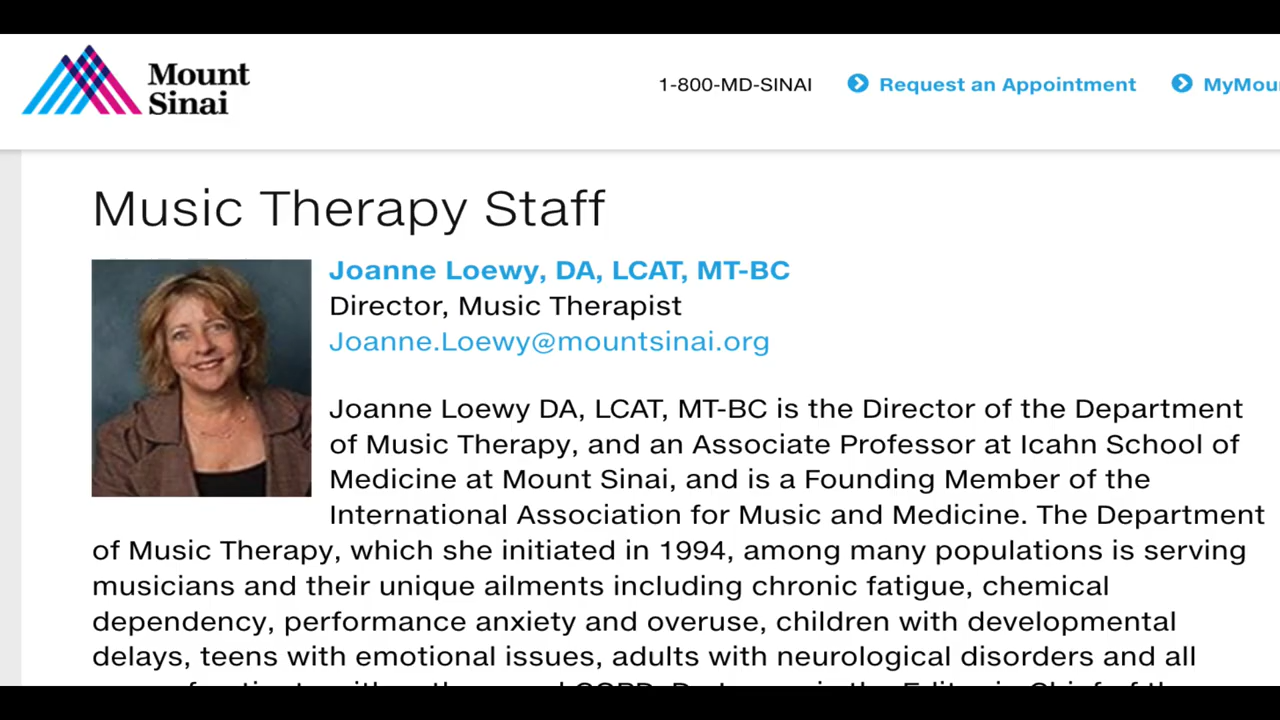 Mount
Sinai
1-800-MD-SINAI
Request an Appointment
MyMou
Music Therapy Staff
Joanne Loewy, DA, LCAT, MT-BC
Director, Music Therapist
Joanne.Loewy@mountsinai.org
Joanne Loewy DA, LCAT, MT-BC is the Director of the Department
of Music Therapy, and an Associate Professor at Icahn School of
Medicine at Mount Sinai, and is a Founding Member of the
International Association for Music and Medicine. The Department
of Music Therapy, which she initiated in 1994, among many populations is serving
musicians and their unique ailments including chronic fatigue, chemical
dependency, performance anxiety and overuse, children with developmental
delays, teens with emotional issues, adults with neurological disorders and all